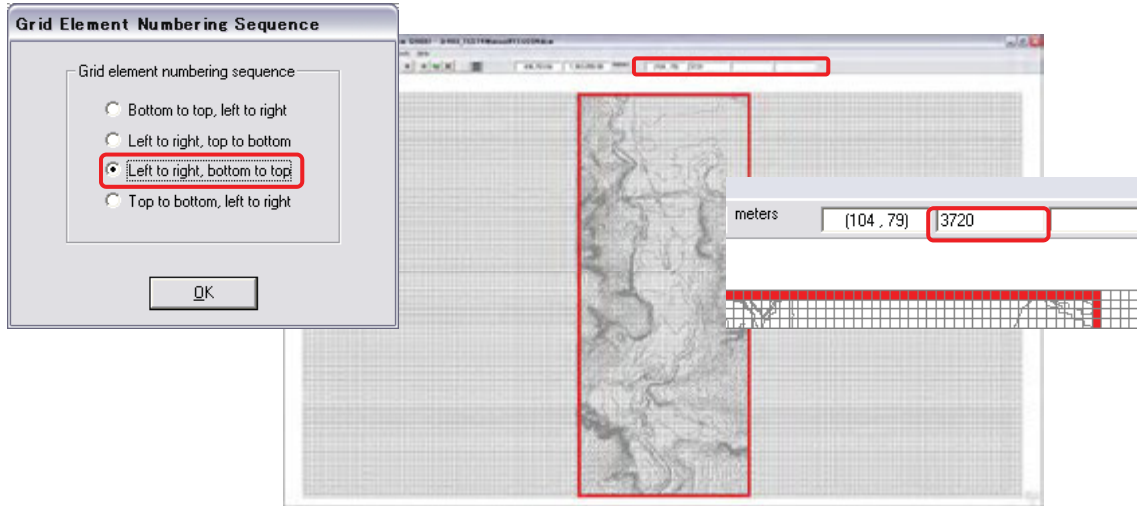 Grid Element Numbering Sequence
Grid element numbering sequence
Bottom to top, left to right
Left to right, top to bottom
Left to right, bottom to top
Top to bottom, left to right
OK
meters
(104 , 79)
3720